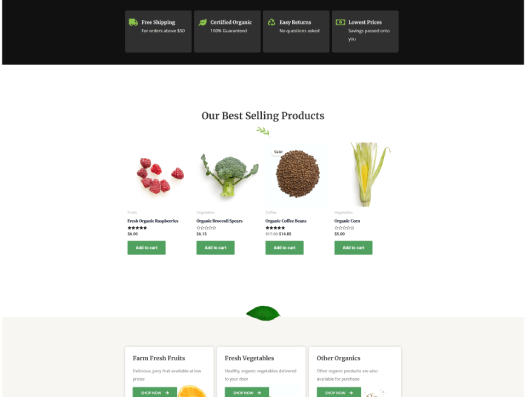 Free Shipping
For orders above $50
Certified Organic
100% Guaranteed
Easy Returns
No questions asked
Lowest Prices
Savings passed onto
you
Our Best Selling Products
Sale!
Fruits
Fresh Organic Raspberries
$6.00
Add to cart
Vegetables
Organic Broccoli Spears
$6.15
Add to cart
Coffee
Organic Coffee Beans
$17.00 $14.85
Add to cart
Vegetables
Organic Corn
$5.00
Add to cart
Farm Fresh Fruits
Delicious, juicy fruit available at low
prices
SHOP NOW
Fresh Vegetables
Healthy, organic vegetables delivered
to your door
SHOP NOW
Other Organics
Other organic products are also
available for purchase
SHOP NOW